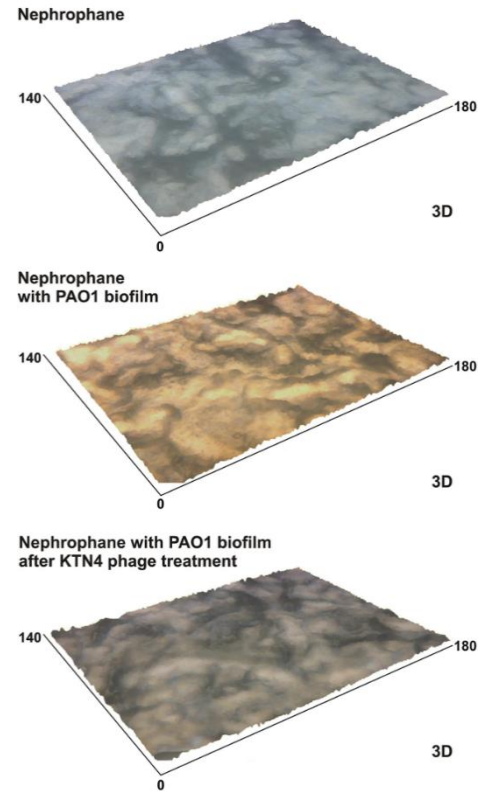 Nephrophane
140
180
3D
0
Nephrophane
with PAO1 biofilm
140
180
3D
0
Nephrophane with PAO1 biofilm
after KTN4 phage treatment
140
180
3D
0